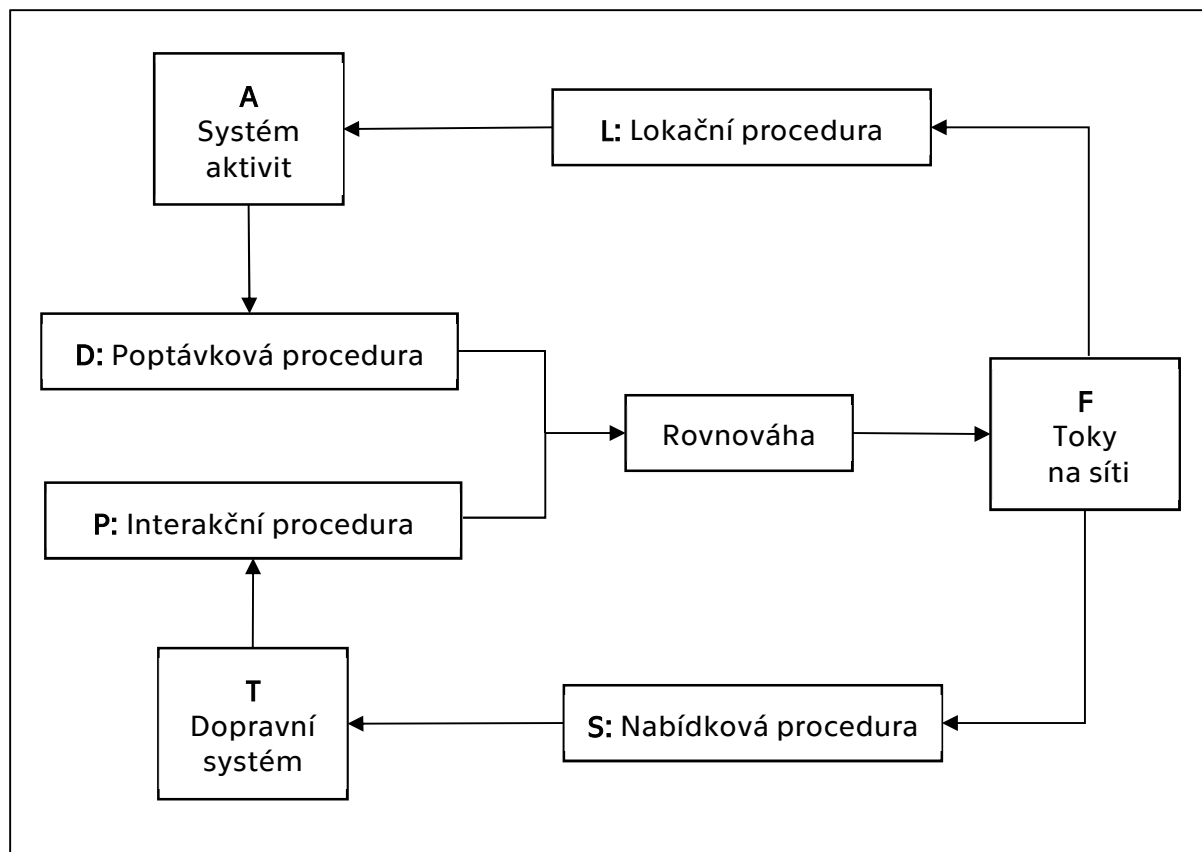 A
Systém
aktivit
L: Lokační procedura
D: Poptávková procedura
Rovnováha
F
Toky
na síti
P: Interakční procedura
T
Dopravní
systém
S: Nabídková procedura